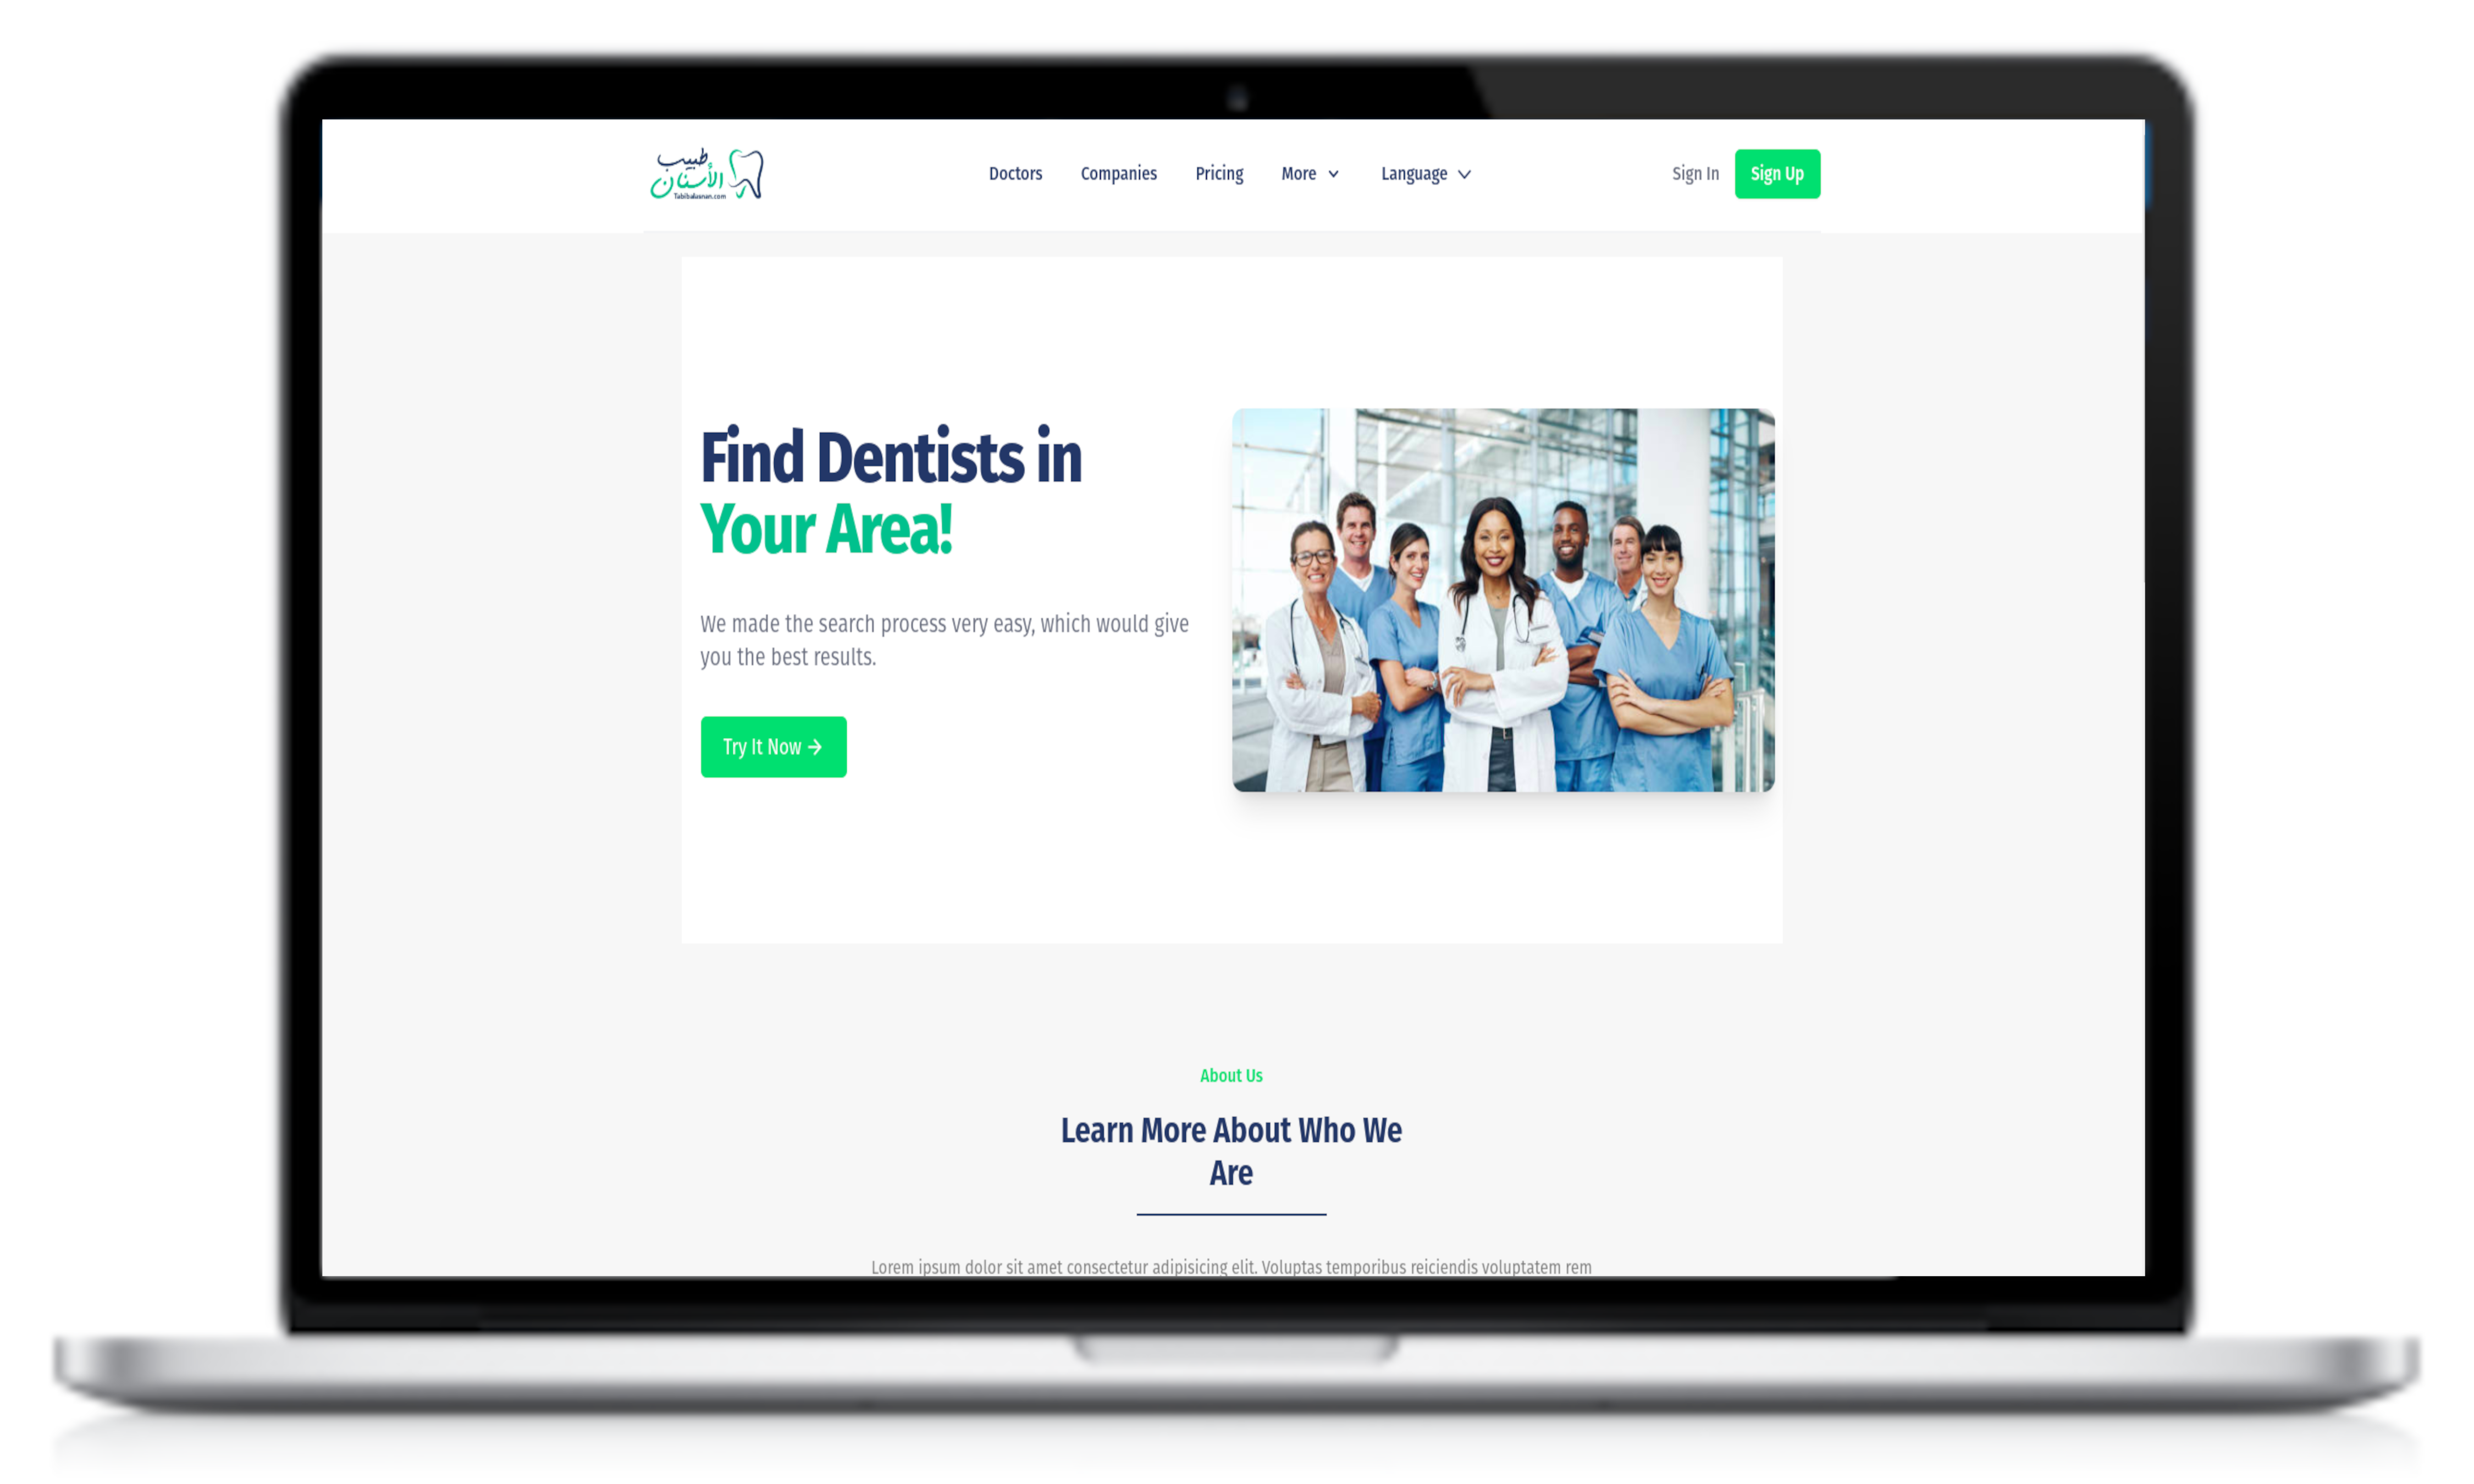 طبيب
الأسنان
Tabibalasnan.com
Doctors Companies Pricing More Language Sign In Sign Up
Find Dentists in
Your Area!
We made the search process very easy, which would give
you the best results.
Try It Now →
About Us
Learn More About Who We
Are
Lorem ipsum dolor sit amet consectetur adipisicing elit. Voluptas temporibus reiciendis voluptatem rem